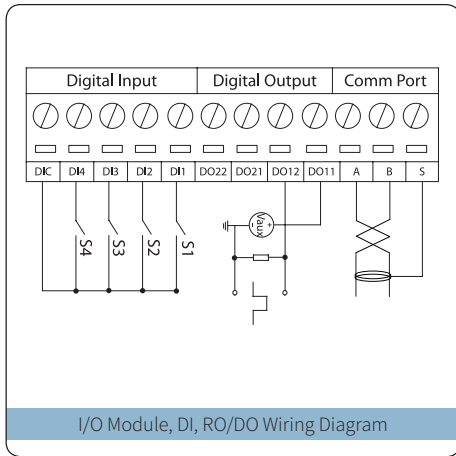 Digital Input Digital Output Comm Port
DIC DI4 DI3 DI2 DI1 DO22 DO21 DO12 DO11 A B S
S4 S3 S2 S1 Vaux + -
I/O Module, DI, RO/DO Wiring Diagram